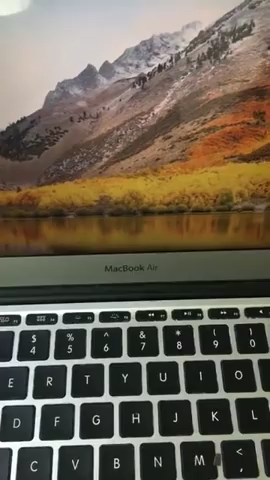 MacBook Air
$ % ^ & * ( )
4 5 6 7 8 9 0
E R T Y U I O
D F G H J K L
C V B N M < ,